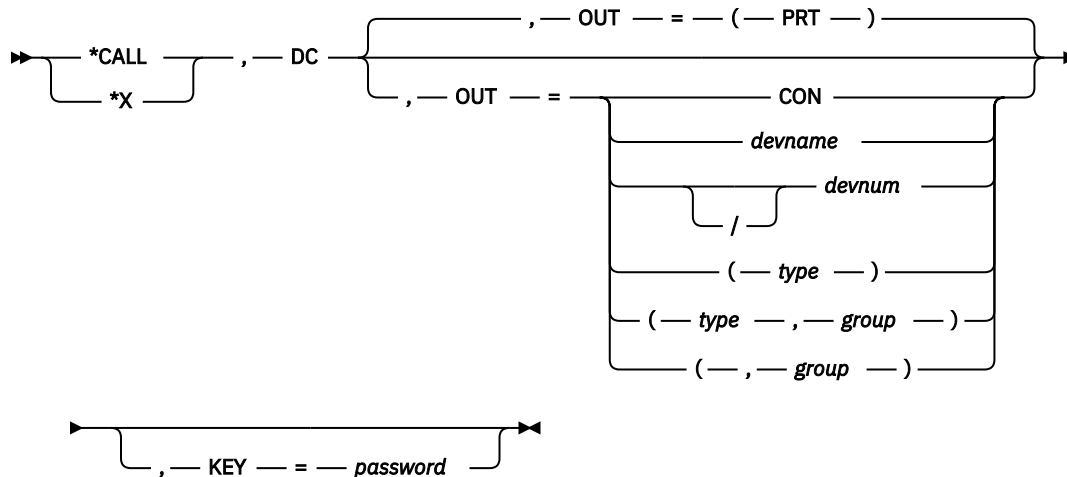 , OUT = ( PRT )
*CALL , DC
*X
, OUT = CON
devname
devnum
/
( type )
( type , group )
( , group )
, KEY = password